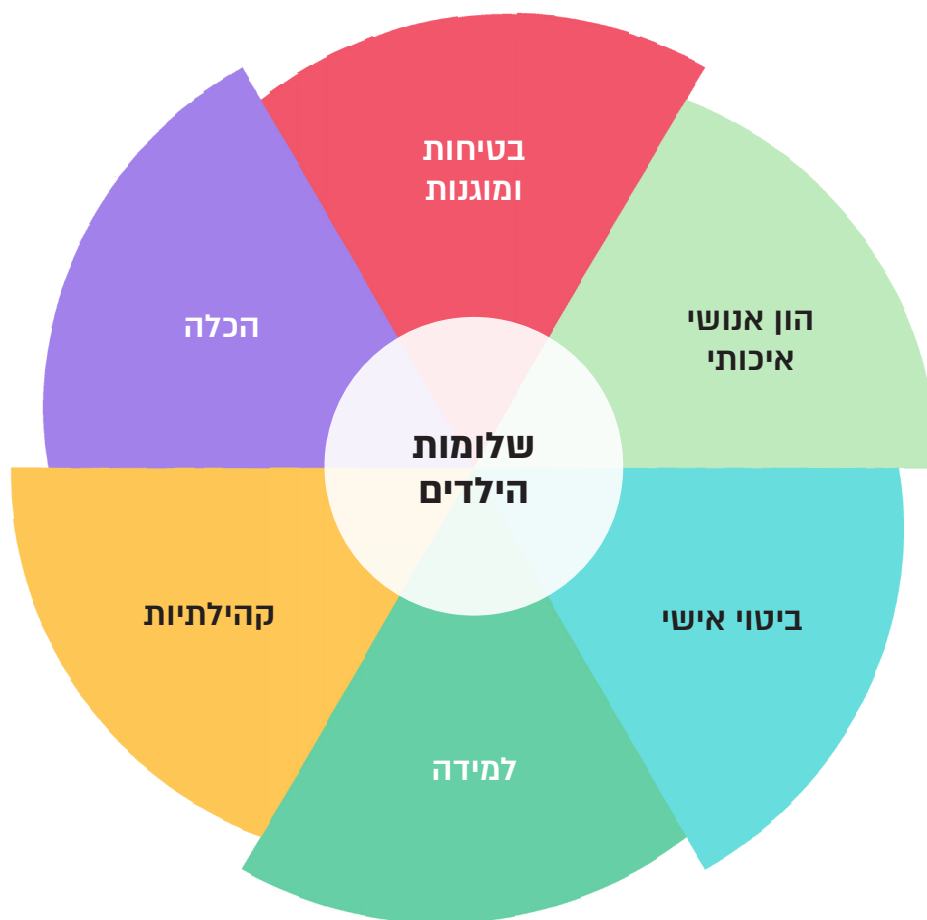 בטיחות
ומוגנות
הון אנושי
איכותי
הכלה
שלומות
הילדים
ביטוי אישי
קהילתיות
למידה